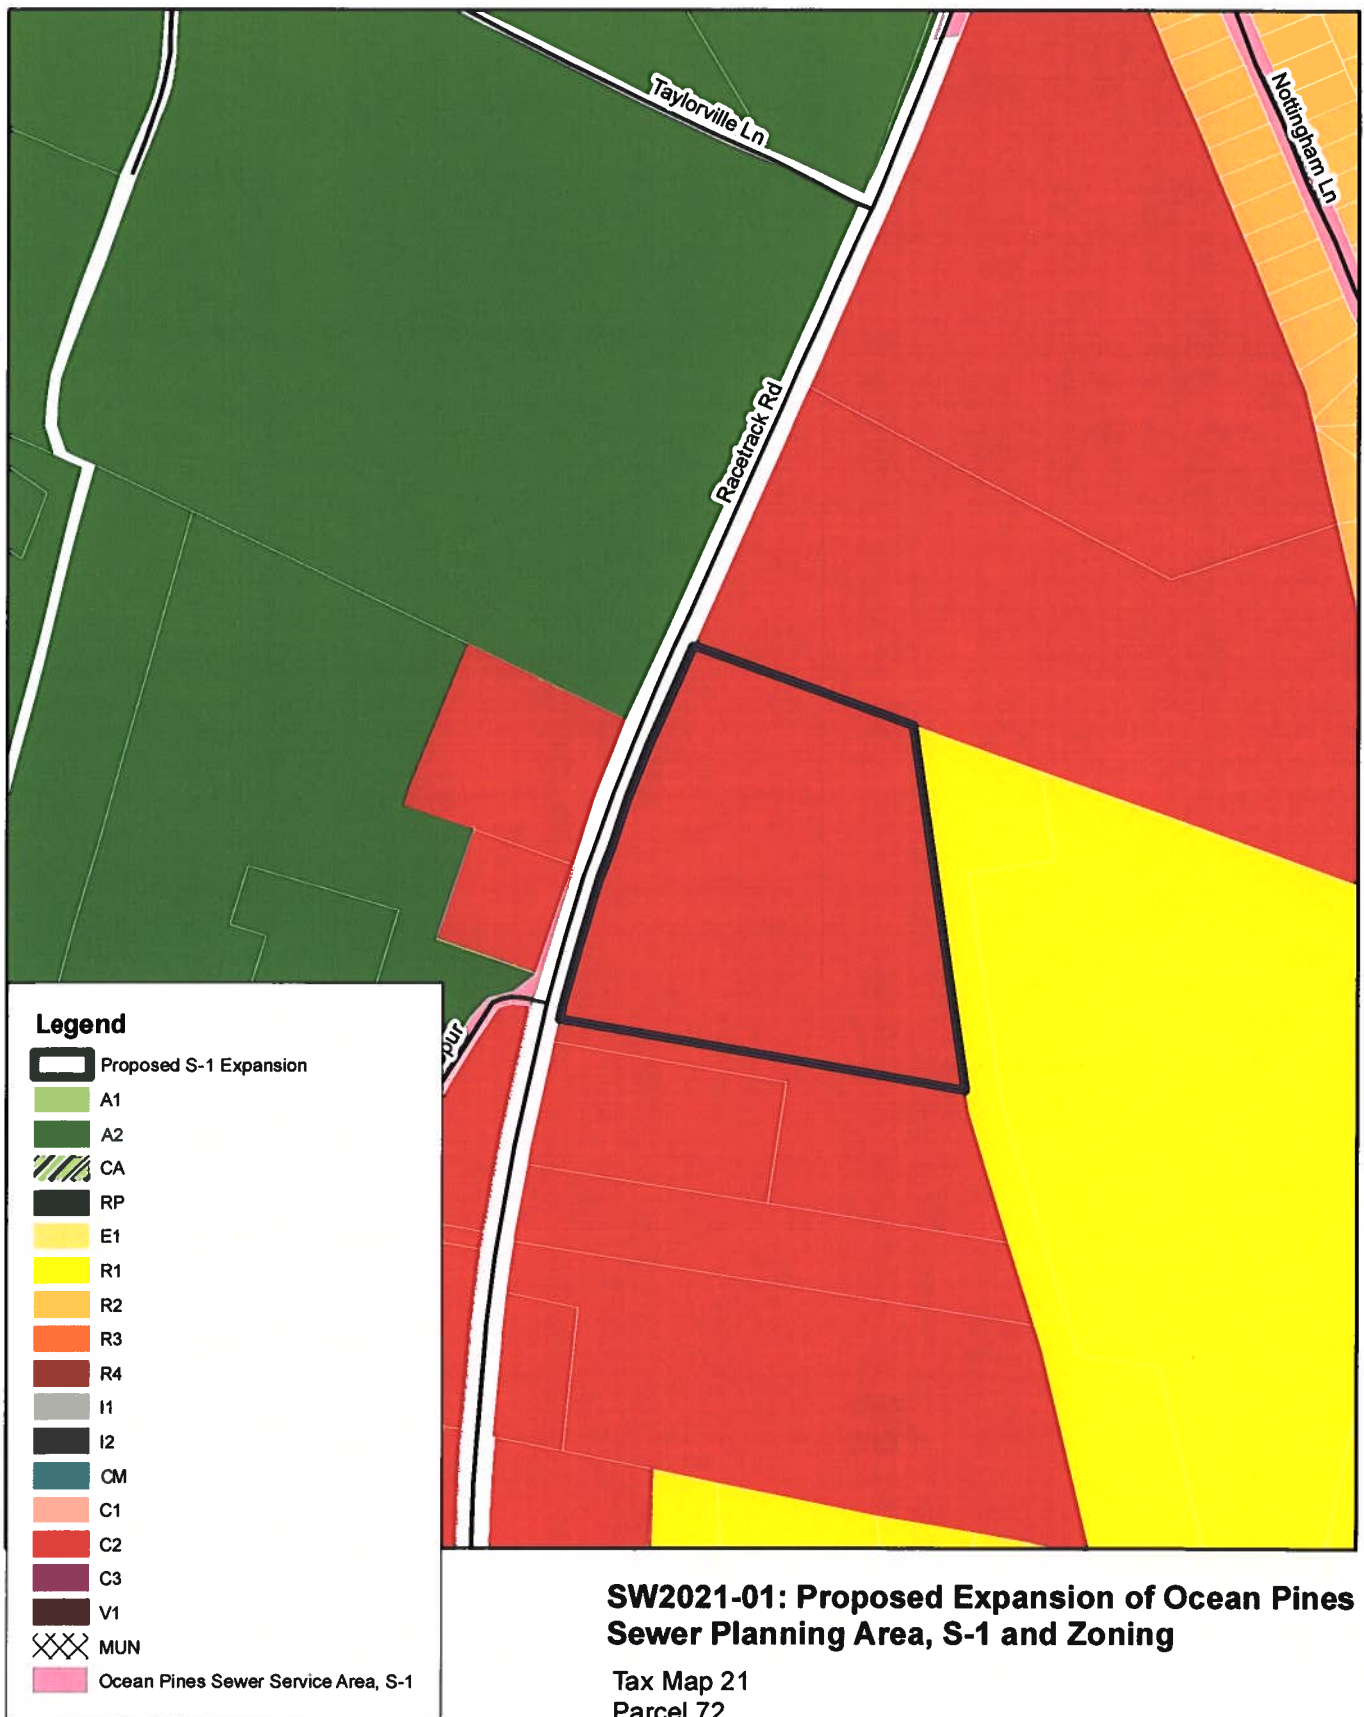 Taylorville Ln
Nottingham Ln
Racetrack Rd
Legend
Proposed S-1 Expansion
A1
A2
CA
RP
E1
R1
R2
R3
R4
I1
I2
CM
C1
C2
C3
V1
MUN
Ocean Pines Sewer Service Area, S-1
SW2021-01: Proposed Expansion of Ocean Pines
Sewer Planning Area, S-1 and Zoning
Tax Map 21
Parcel 72